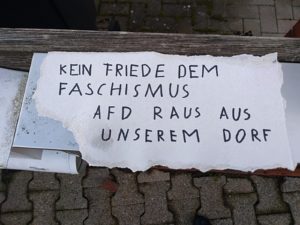 KEIN FRIEDE DEM
FASCHISMUS
AFD RAUS AUS
UNSEREM DORF